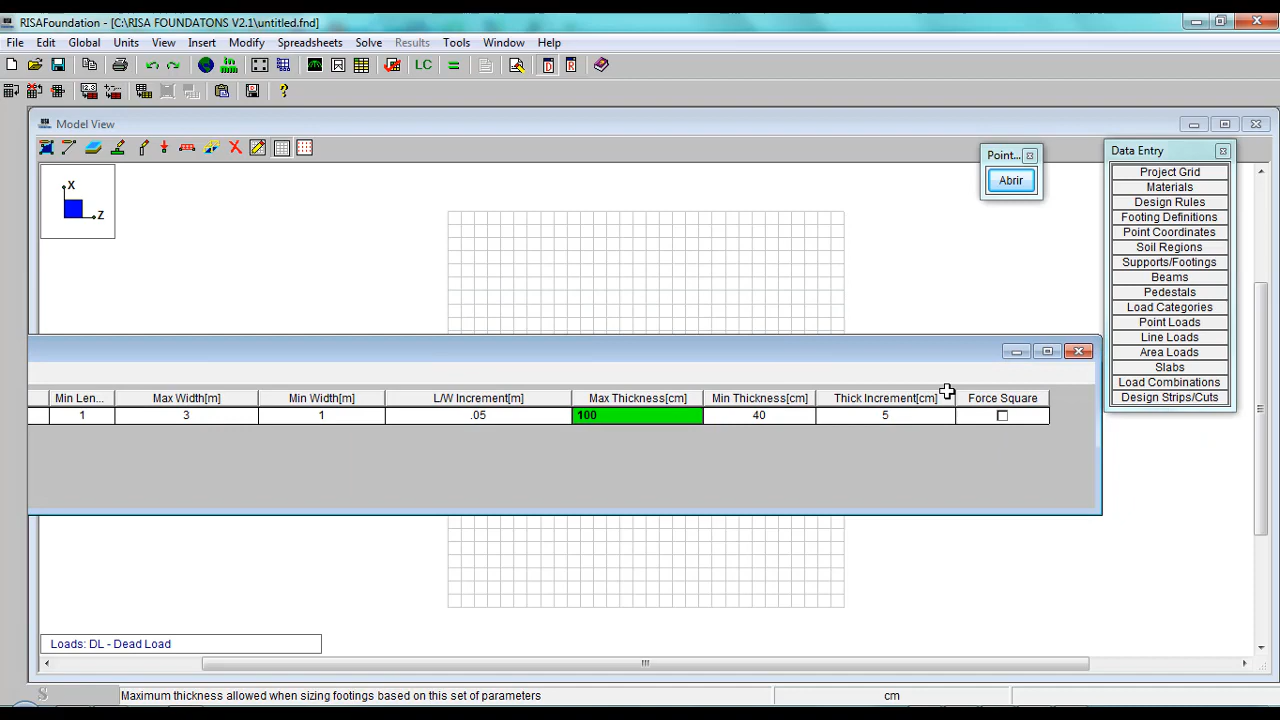 RISAFoundation - [C:\RISA FOUNDATONS V2.1\untitled.fnd]
File Edit Global Units View Insert Modify Spreadsheets Solve Results Tools Window Help
LC
D R
Model View
X
Z
Point...
Abrir
Data Entry
Project Grid
Materials
Design Rules
Footing Definitions
Point Coordinates
Soil Regions
Supports/Footings
Beams
Pedestals
Load Categories
Point Loads
Line Loads
Area Loads
Slabs
Load Combinations
Design Strips/Cuts
Min Len... Max Width[m] Min Width[m] L/W Increment[m] Max Thickness[cm] Min Thickness[cm] Thick Increment[cm] Force Square
1 3 1 .05 100 40 5
Loads: DL - Dead Load
S Maximum thickness allowed when sizing footings based on this set of parameters cm